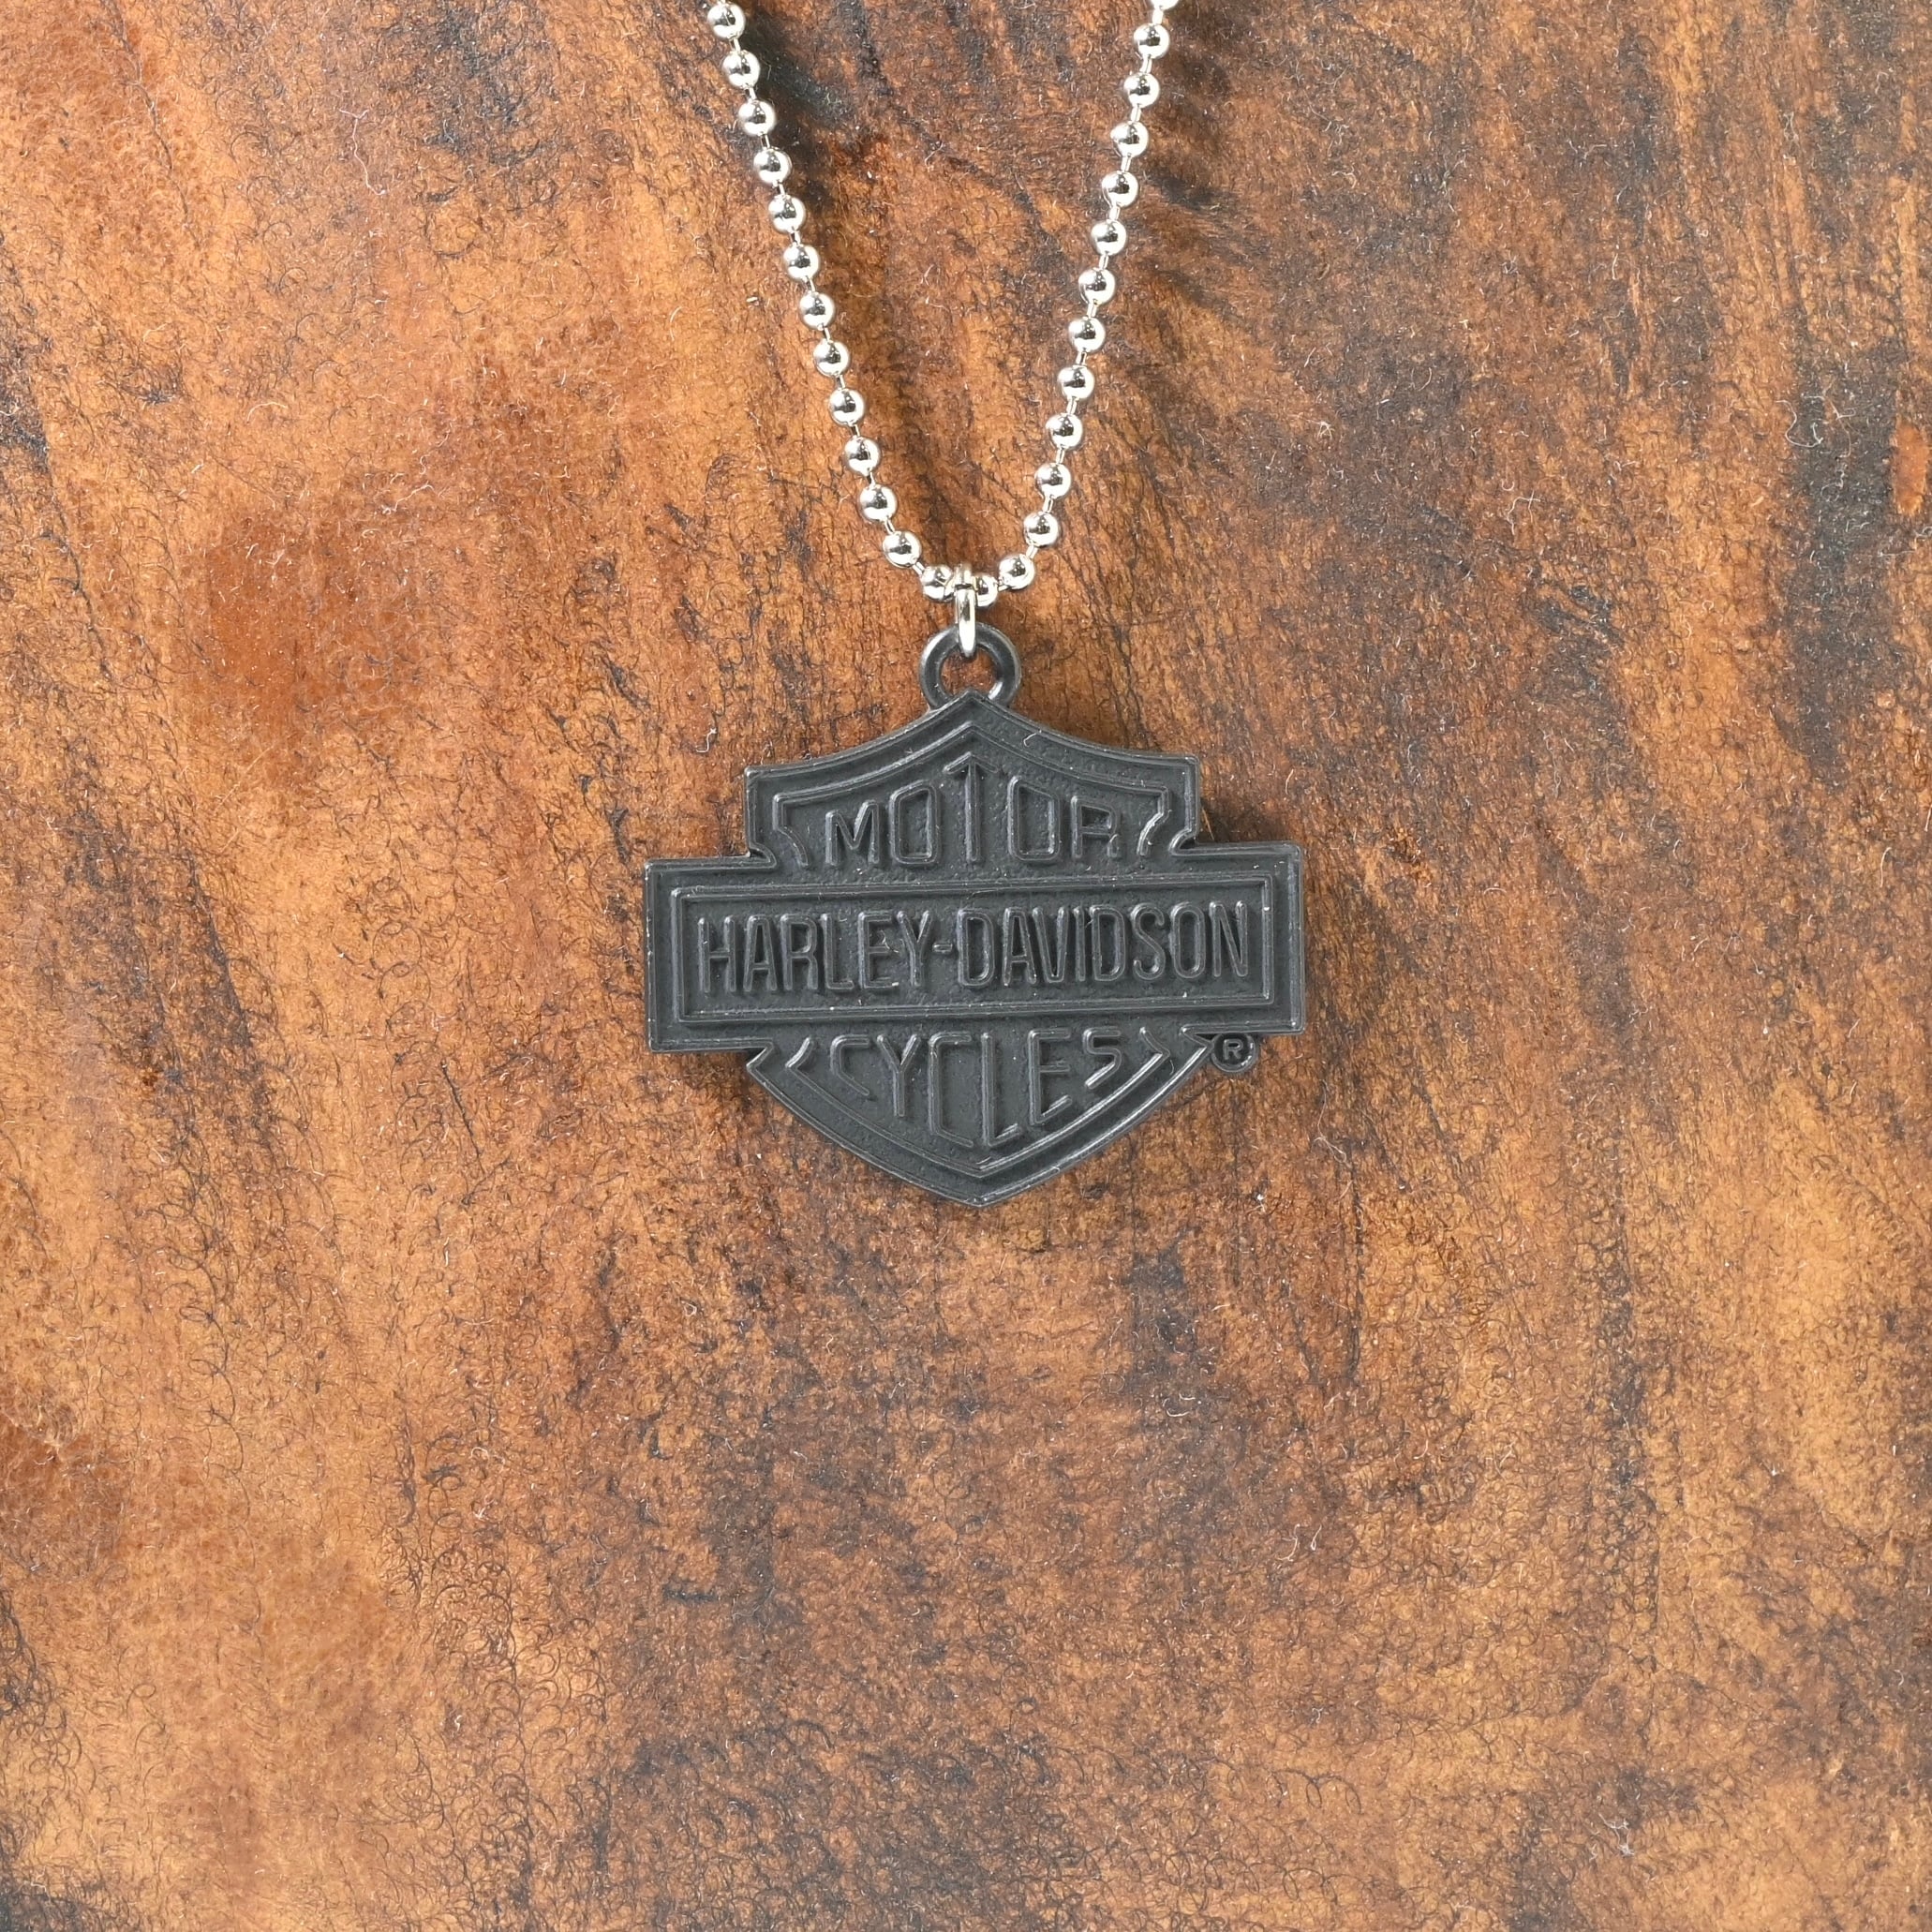 MOTOR
HARLEY-DAVIDSON
CYCLES
®